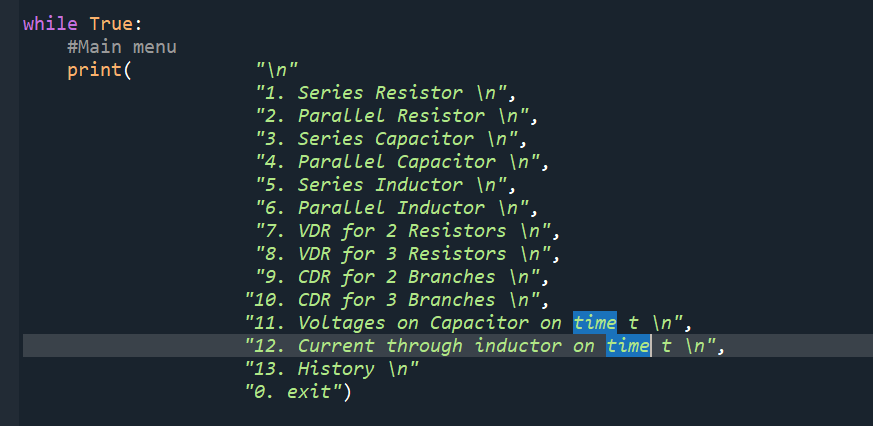 while True:
    #Main menu
    print(           "\n"
                     "1. Series Resistor \n",
                     "2. Parallel Resistor \n",
                     "3. Series Capacitor \n",
                     "4. Parallel Capacitor \n",
                     "5. Series Inductor \n",
                     "6. Parallel Inductor \n",
                     "7. VDR for 2 Resistors \n",
                     "8. VDR for 3 Resistors \n",
                     "9. CDR for 2 Branches \n",
                    "10. CDR for 3 Branches \n",
                    "11. Voltages on Capacitor on time t \n",
                    "12. Current through inductor on time t \n",
                    "13. History \n"
                    "0. exit")